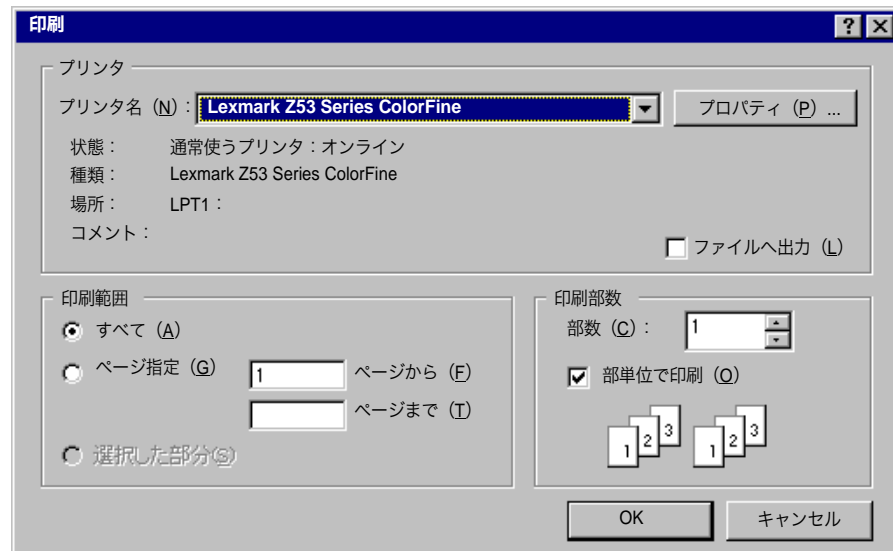 印刷
プリンタ
プリンタ名（N）： Lexmark Z53 Series ColorFine プロパティ（P）...
状態： 通常使うプリンタ：オンライン
種類： Lexmark Z53 Series ColorFine
場所： LPT1：
コメント：
ファイルへ出力（L）
印刷範囲
すべて（A）
ページ指定（G） 1 ページから（F）
ページまで（T）
選択した部分(S)
印刷部数
部数（C）： 1
部単位で印刷（O）
1 2 3 1 2 3
OK キャンセル